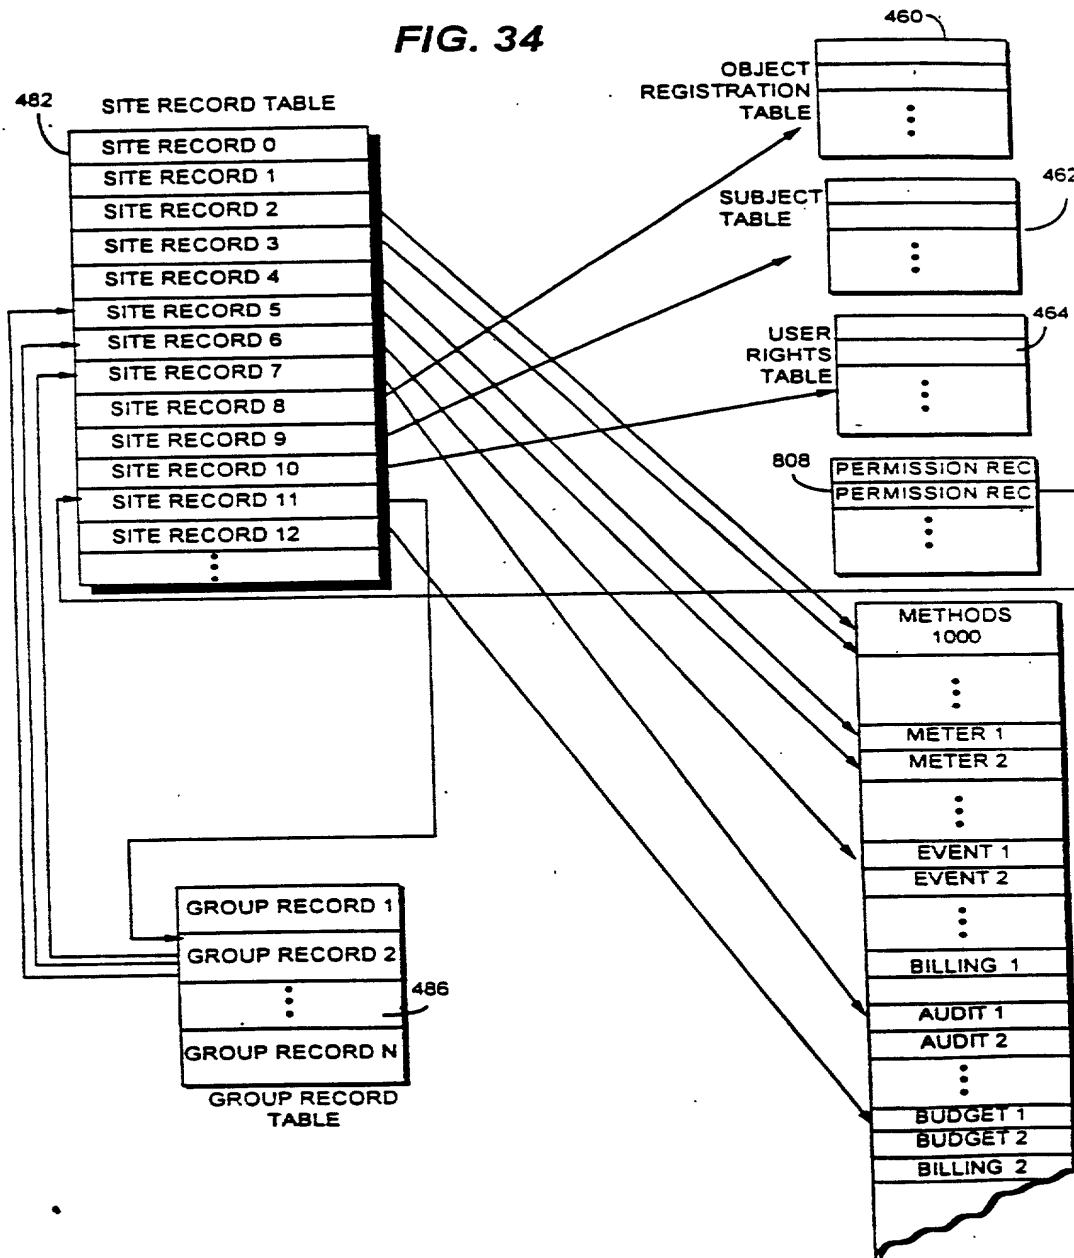 FIG. 34
482
SITE RECORD TABLE
SITE RECORD 0
SITE RECORD 1
SITE RECORD 2
SITE RECORD 3
SITE RECORD 4
SITE RECORD 5
SITE RECORD 6
SITE RECORD 7
SITE RECORD 8
SITE RECORD 9
SITE RECORD 10
SITE RECORD 11
SITE RECORD 12
460
OBJECT
REGISTRATION
TABLE
SUBJECT
TABLE
462
USER
RIGHTS
TABLE
464
808
PERMISSION REC
PERMISSION REC
METHODS
1000
METER 1
METER 2
EVENT 1
EVENT 2
BILLING 1
AUDIT 1
AUDIT 2
BUDGET 1
BUDGET 2
BILLING 2
GROUP RECORD 1
GROUP RECORD 2
486
GROUP RECORD N
GROUP RECORD
TABLE